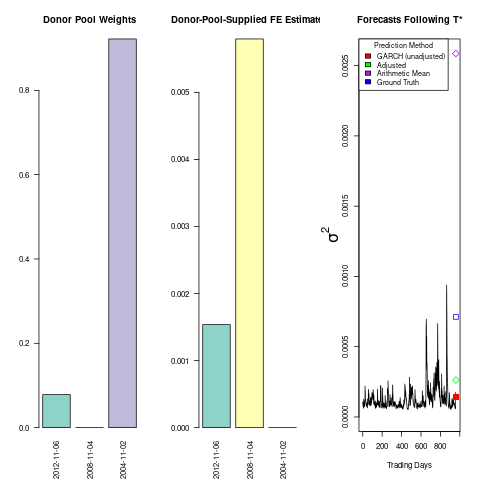 Donor Pool Weights
0.8
0.6
0.4
0.2
0.0
2012-11-06
2008-11-04
2004-11-02
Donor-Pool-Supplied FE Estimate
0.005
0.004
0.003
0.002
0.001
0.000
2012-11-06
2008-11-04
2004-11-02
Forecasts Following T*
Prediction Method
GARCH (unadjusted)
Adjusted
Arithmetic Mean
Ground Truth
σ²
0.0025
0.0020
0.0015
0.0010
0.0005
0.0000
0 200 400 600 800
Trading Days